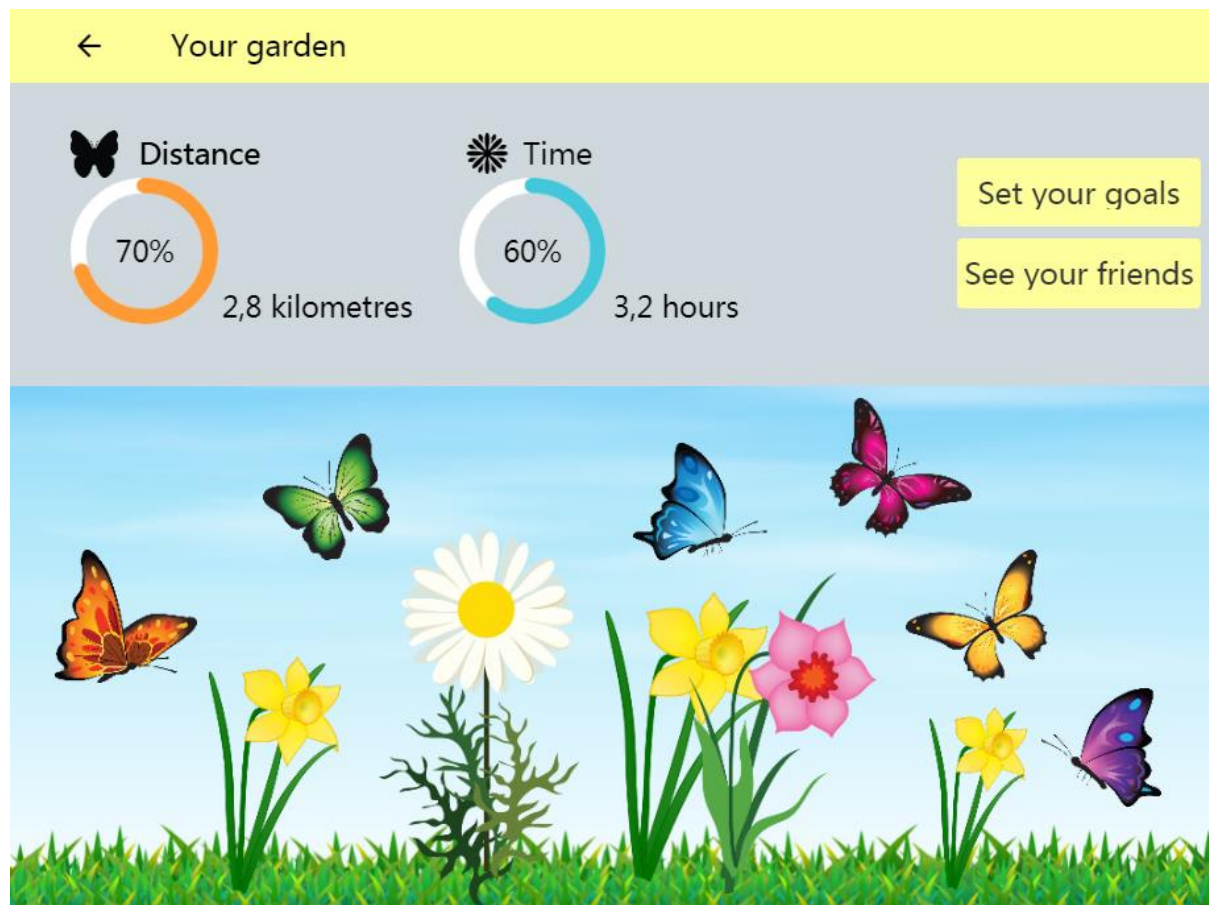 Your garden
Distance
Time
70%
60%
2,8 kilometres
3,2 hours
Set your goals
See your friends